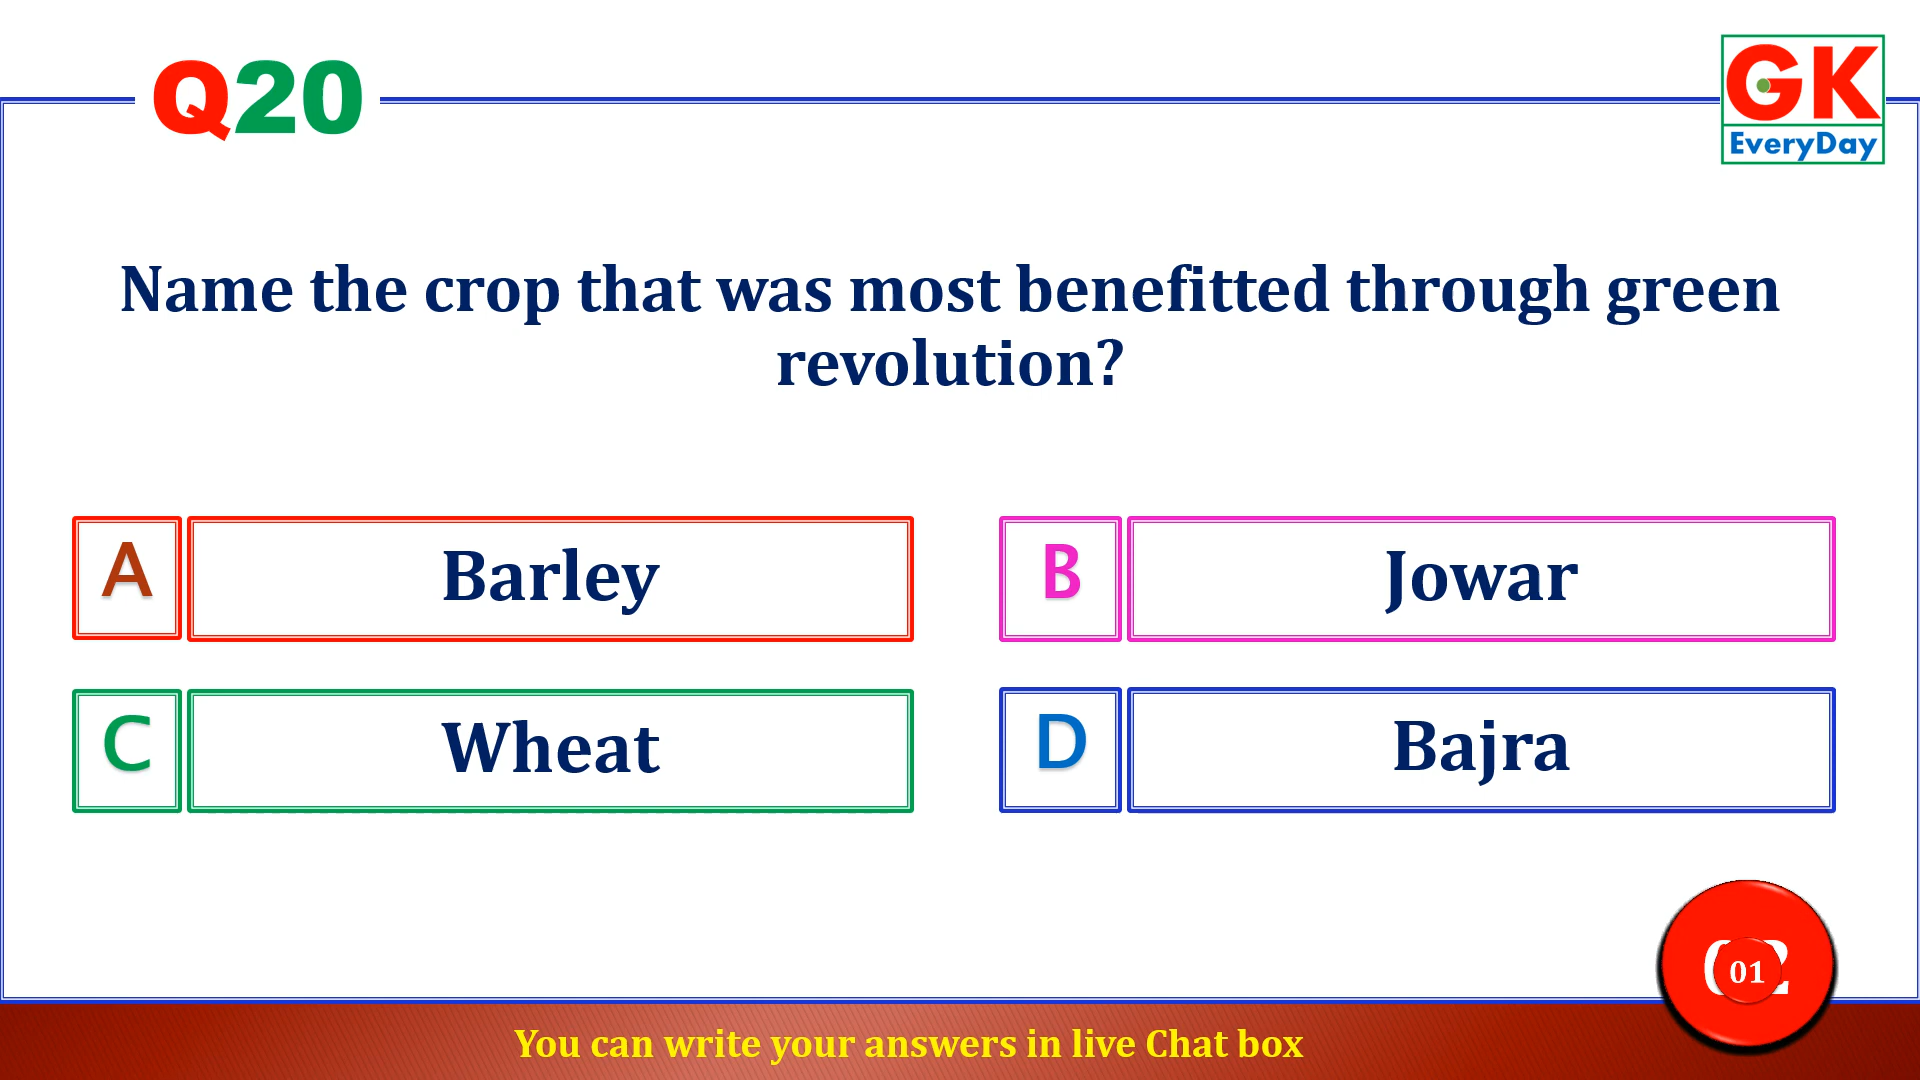 Q20
GK
EveryDay
Name the crop that was most benefitted through green
revolution?
A Barley
B Jowar
C Wheat
D Bajra
01
You can write your answers in live Chat box